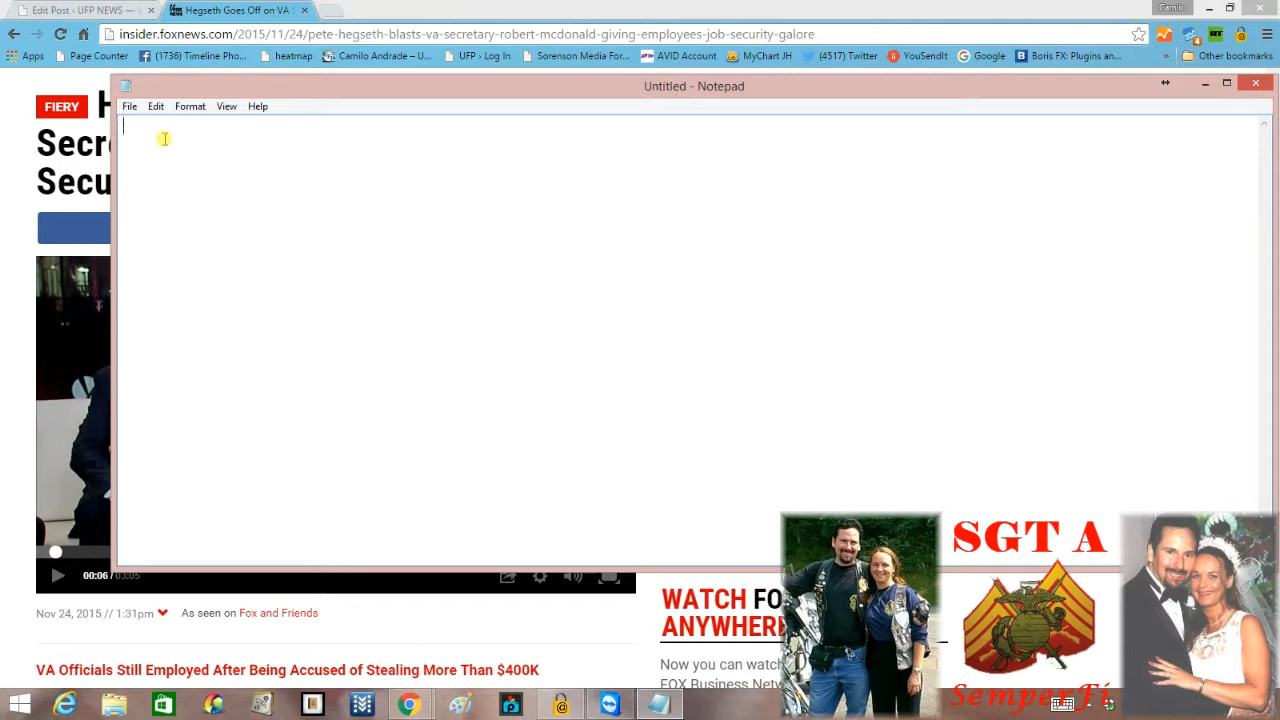 Edit Post ‹ UFP NEWS —
Hegseth Goes Off on VA S
Camilo
insider.foxnews.com/2015/11/24/pete-hegseth-blasts-va-secretary-robert-mcdonald-giving-employees-job-security-galore
Apps
(1736) Timeline Pho...
heatmap
Camilo Andrade – U...
UFP › Log In
Sorenson Media For...
AVID Account
MyChart JH
(4517) Twitter
YouSendIt
Google
Boris FX: Plugins an...
»
Other bookmarks
Untitled - Notepad
File Edit Format View Help
FIERY
H
Secr
Secu
00:06 / 03:05
Nov 24, 2015 // 1:31pm
As seen on Fox and Friends
VA Officials Still Employed After Being Accused of Stealing More Than $400K
WATCH FO
ANYWHER
Now you can watch
FOX Business Netw
SGT A
SemperFi